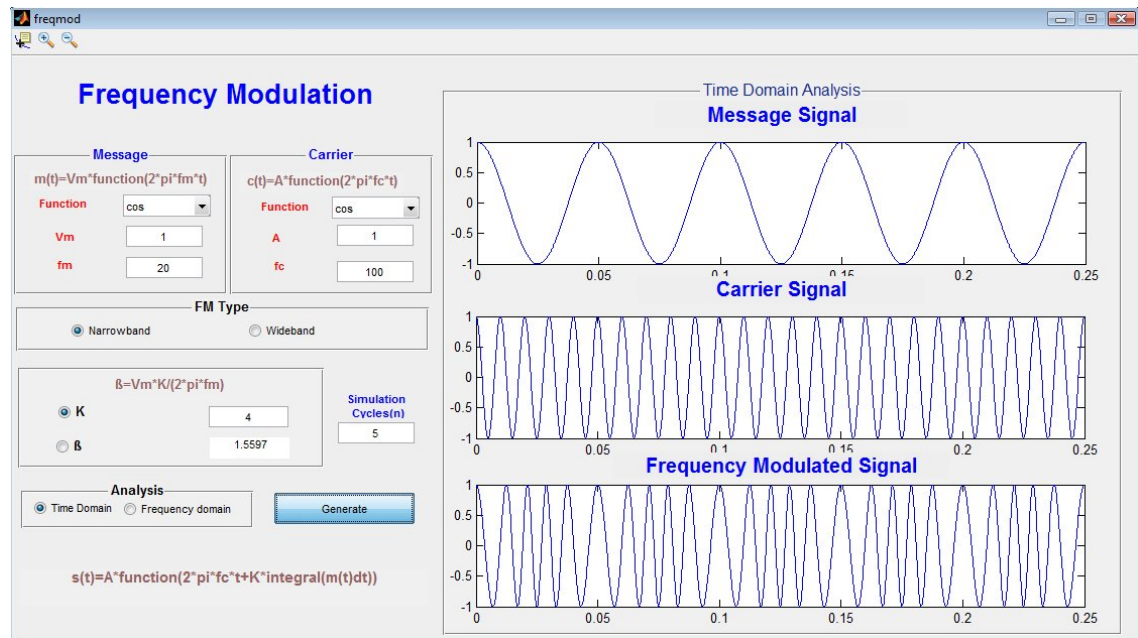 freqmod
Frequency Modulation
Message
m(t)=Vm*function(2*pi*fm*t)
Function cos
Vm 1
fm 20
Carrier
c(t)=A*function(2*pi*fc*t)
Function cos
A 1
fc 100
FM Type
Narrowband Wideband
ß=Vm*K/(2*pi*fm)
K 4
ß 1.5597
Simulation
Cycles(n)
5
Analysis
Time Domain Frequency domain
Generate
s(t)=A*function(2*pi*fc*t+K*integral(m(t)dt))
Time Domain Analysis
Message Signal
1
0.5
0
-0.5
-1
0 0.05 0.1 0.15 0.2 0.25
Carrier Signal
1
0.5
0
-0.5
-1
0 0.05 0.1 0.15 0.2 0.25
Frequency Modulated Signal
1
0.5
0
-0.5
-1
0 0.05 0.1 0.15 0.2 0.25